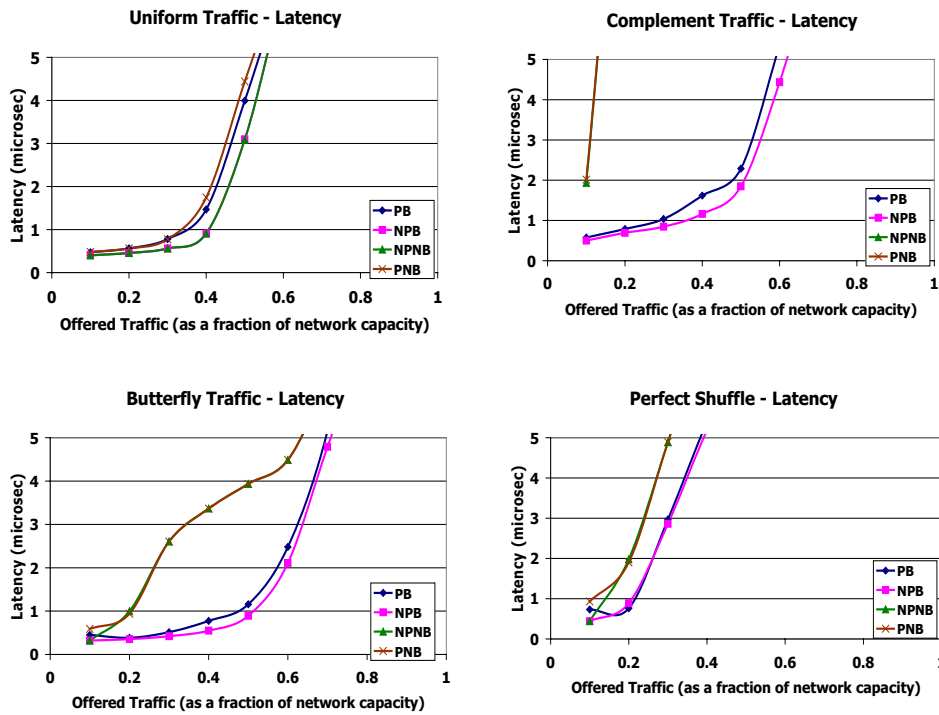 Uniform Traffic - Latency
5
4
3
2
1
0
Latency (microsec)
PB
NPB
NPNB
PNB
0 0.2 0.4 0.6 0.8 1
Offered Traffic (as a fraction of network capacity)
Complement Traffic - Latency
5
4
3
2
1
0
Latency (microsec)
PB
NPB
NPNB
PNB
0 0.2 0.4 0.6 0.8 1
Offered Traffic (as a fraction of network capacity)
Butterfly Traffic - Latency
5
4
3
2
1
0
Latency (microsec)
PB
NPB
NPNB
PNB
0 0.2 0.4 0.6 0.8 1
Offered Traffic (as a fraction of network capacity)
Perfect Shuffle - Latency
5
4
3
2
1
0
Latency (microsec)
PB
NPB
NPNB
PNB
0 0.2 0.4 0.6 0.8 1
Offered Traffic (as a fraction of network capacity)